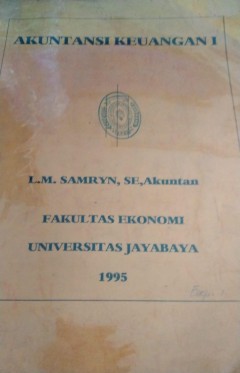 AKUNTANSI KEUANGAN I
L.M. SAMRYN, SE,Akuntan
FAKULTAS EKONOMI
UNIVERSITAS JAYABAYA
1995